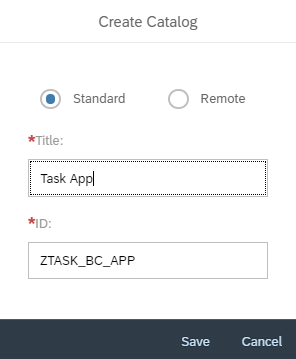 Create Catalog
Standard Remote
*Title:
Task App
*ID:
ZTASK_BC_APP
Save Cancel